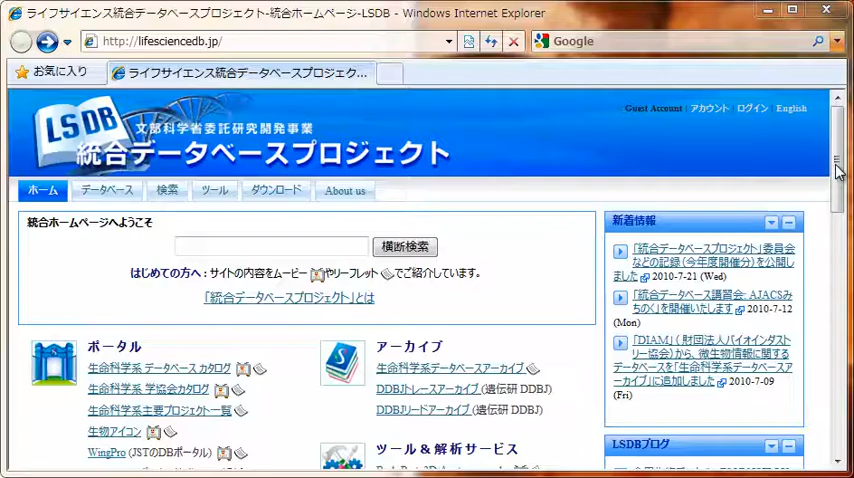 ライフサイエンス統合データベースプロジェクト-統合ホームページ-LSDB - Windows Internet Explorer
http://lifesciencedb.jp/
Google
お気に入り
ライフサイエンス統合データベースプロジェク...
Guest Account アカウント ログイン English
LSDB
文部科学省委託研究開発事業
統合データベースプロジェクト
ホーム データベース 検索 ツール ダウンロード About us
統合ホームページへようこそ
横断検索
はじめての方へ : サイトの内容をムービーやリーフレットでご紹介しています。
「統合データベースプロジェクト」とは
ポータル
生命科学系 データベース カタログ
生命科学系 学協会カタログ
生命科学系主要プロジェクト一覧
生物アイコン
WingPro (JSTのDBポータル)
アーカイブ
生命科学系データベースアーカイブ
DDBJトレースアーカイブ (遺伝研 DDBJ)
DDBJリードアーカイブ (遺伝研 DDBJ)
ツール & 解析サービス
新着情報
「統合データベースプロジェクト」委員会
などの記録（今年度開催分）を公開し
ました 2010-7-21 (Wed)
「統合データベース講習会: AJACSみ
ちのく」を開催いたします 2010-7-12
(Mon)
「DIAM」（財団法人バイオインダスト
リー協会）から、微生物情報に関する
データベースを「生命科学系データベースア
ーカイブ」に追加しました 2010-7-09
(Fri)
LSDBブログ